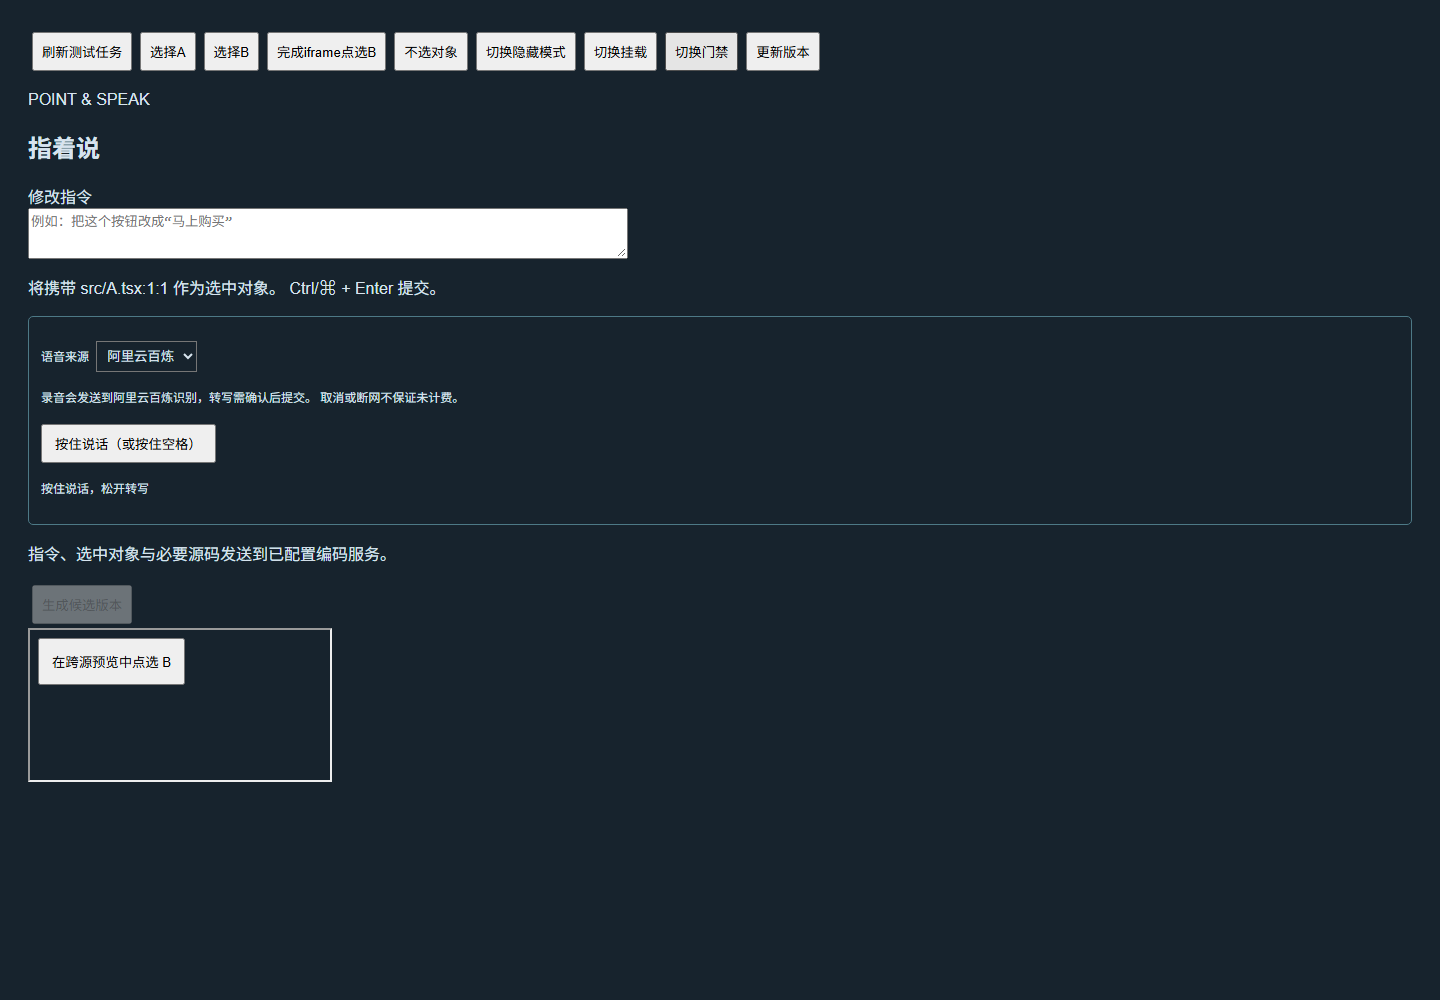 刷新测试任务 选择A 选择B 完成iframe点选B 不选对象 切换隐藏模式 切换挂载 切换门禁 更新版本
POINT & SPEAK
指着说
修改指令
例如：把这个按钮改成“马上购买”
将携带 src/A.tsx:1:1 作为选中对象。 Ctrl/⌘ + Enter 提交。
语音来源 阿里云百炼
录音会发送到阿里云百炼识别，转写需确认后提交。 取消或断网不保证未计费。
按住说话（或按住空格）
按住说话，松开转写
指令、选中对象与必要源码发送到已配置编码服务。
生成候选版本
在跨源预览中点选 B